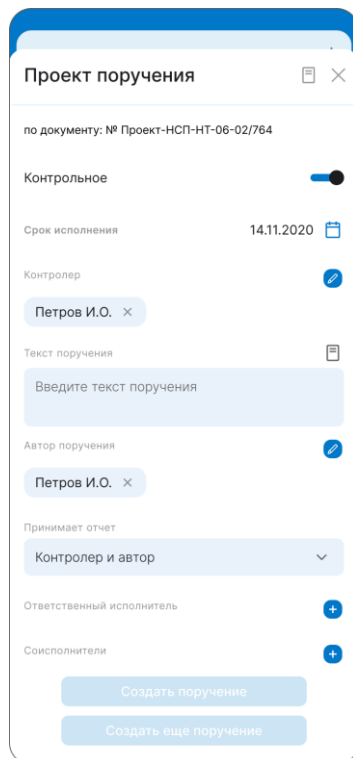 Проект поручения
по документу: № Проект-НСП-НТ-06-02/764
Контрольное
Срок исполнения 14.11.2020
Контролер
Петров И.О. ×
Текст поручения
Введите текст поручения
Автор поручения
Петров И.О. ×
Принимает отчет
Контролер и автор
Ответственный исполнитель
Соисполнители
Создать поручение
Создать еще поручение